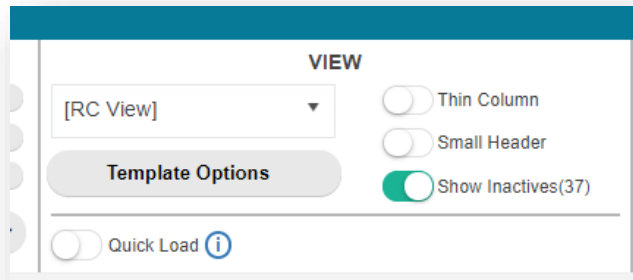 VIEW
[RC View]
Thin Column
Small Header
Template Options
Show Inactives(37)
Quick Load